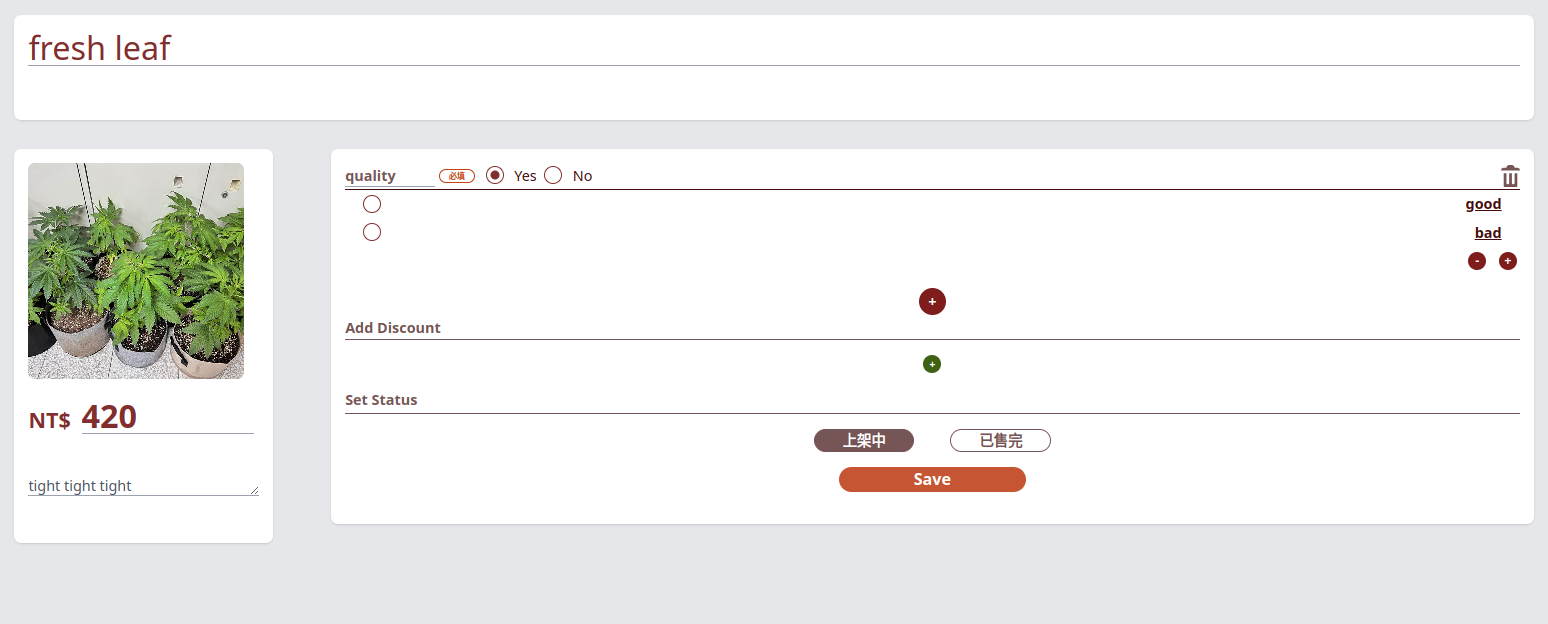 fresh leaf
NT$ 420
tight tight tight
quality 必填 Yes No
good
bad
- +
+
Add Discount
+
Set Status
上架中 已售完
Save